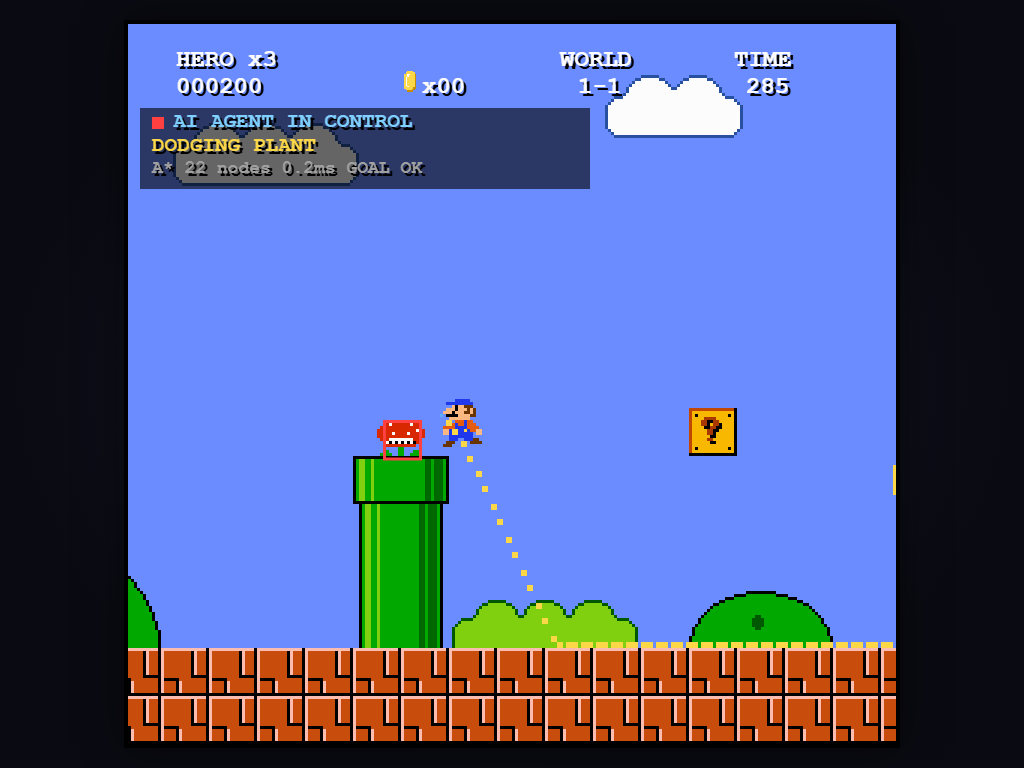 HERO x3 WORLD TIME
000200 x00 1-1 285
AI AGENT IN CONTROL
DODGING PLANT
A* 22 nodes 0.2ms GOAL OK
?